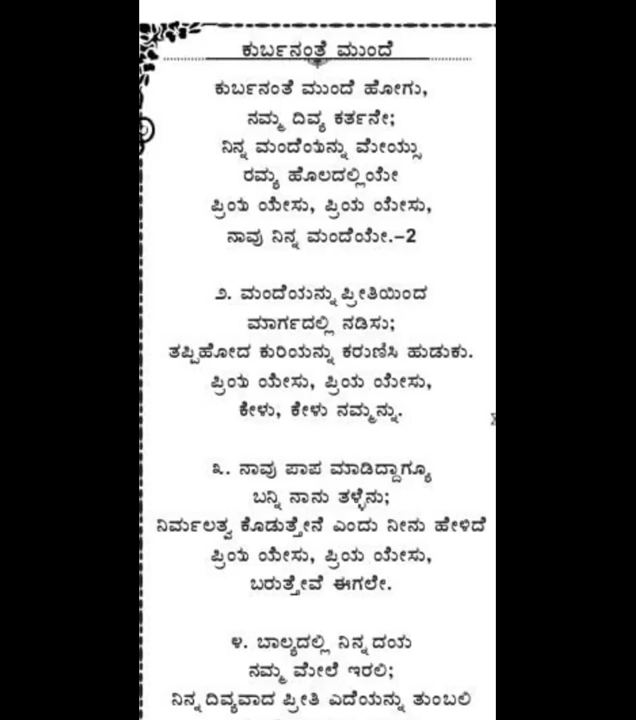 ಕುರ್ಬನಂತೆ ಮುಂದೆ
ಕುರ್ಬನಂತೆ ಮುಂದೆ ಹೋಗು,
ನಮ್ಮ ದಿವ್ಯ ಕರ್ತನೇ;
ನಿನ್ನ ಮಂದೆಯನ್ನು ಮೇಯ್ಸು
ರಮ್ಯ ಹೊಲದಲ್ಲಿಯೇ
ಪ್ರಿಯ ಯೇಸು, ಪ್ರಿಯ ಯೇಸು,
ನಾವು ನಿನ್ನ ಮಂದೆಯೇ.–2
೨. ಮಂದೆಯನ್ನು ಪ್ರೀತಿಯಿಂದ
ಮಾರ್ಗದಲ್ಲಿ ನಡಿಸು;
ತಪ್ಪಿಹೋದ ಕುರಿಯನ್ನು ಕರುಣಿಸಿ ಹುಡುಕು.
ಪ್ರಿಯ ಯೇಸು, ಪ್ರಿಯ ಯೇಸು,
ಕೇಳು, ಕೇಳು ನಮ್ಮನ್ನು.
೩. ನಾವು ಪಾಪ ಮಾಡಿದ್ದಾಗ್ಯೂ
ಬನ್ನಿ ನಾನು ತಳ್ಳೆನು;
ನಿರ್ಮಲತ್ವ ಕೊಡುತ್ತೇನೆ ಎಂದು ನೀನು ಹೇಳಿದೆ
ಪ್ರಿಯ ಯೇಸು, ಪ್ರಿಯ ಯೇಸು,
ಬರುತ್ತೇವೆ ಈಗಲೇ.
೪. ಬಾಲ್ಯದಲ್ಲಿ ನಿನ್ನ ದಯ
ನಮ್ಮ ಮೇಲೆ ಇರಲಿ;
ನಿನ್ನ ದಿವ್ಯವಾದ ಪ್ರೀತಿ ಎದೆಯನ್ನು ತುಂಬಲಿ